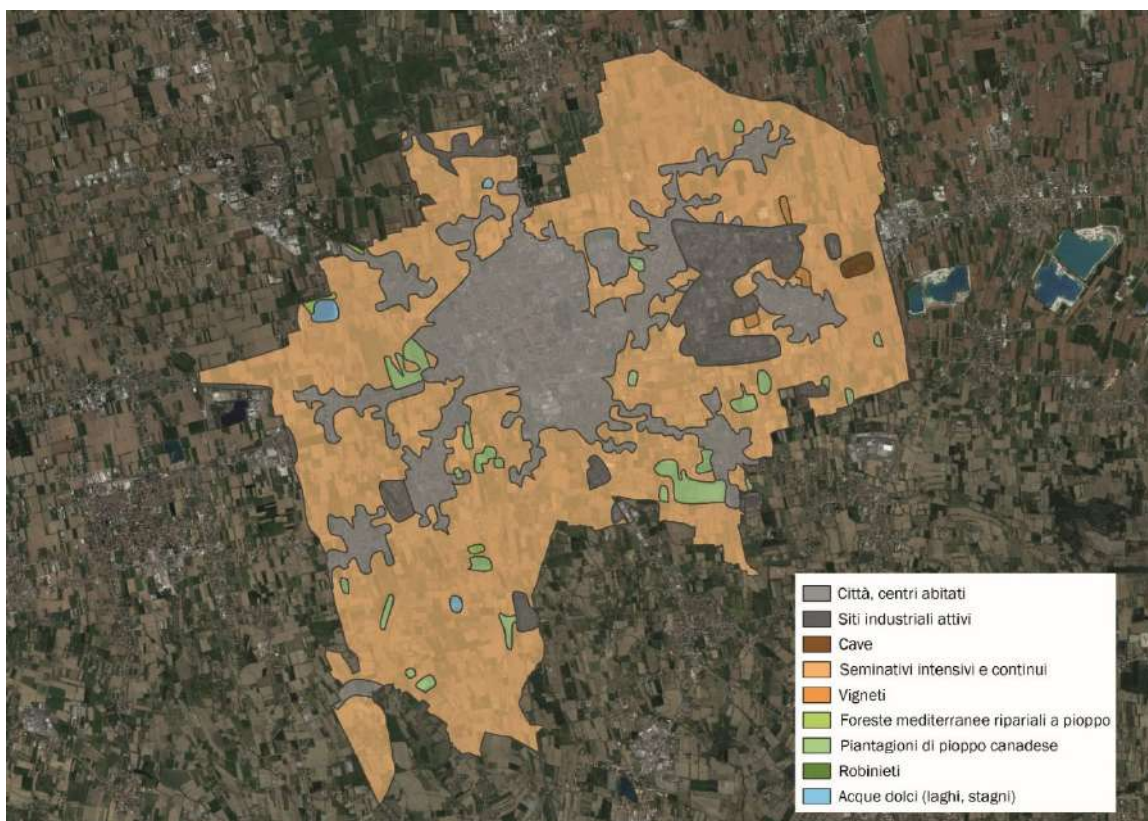 Città, centri abitati
Siti industriali attivi
Cave
Seminativi intensivi e continui
Vigneti
Foreste mediterranee ripariali a pioppo
Piantagioni di pioppo canadese
Robinieti
Acque dolci (laghi, stagni)